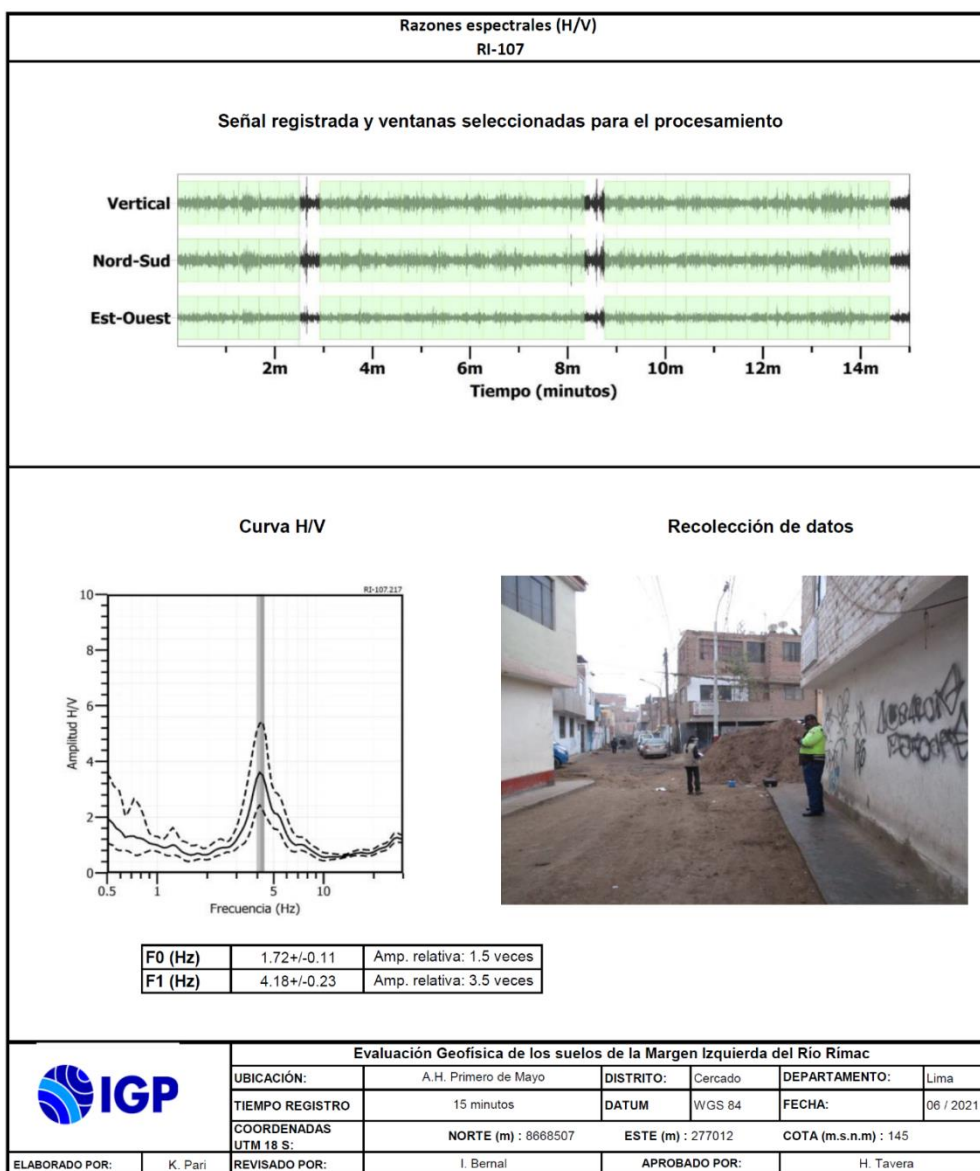 Razones espectrales (H/V)
RI-107
Señal registrada y ventanas seleccionadas para el procesamiento
Vertical
Nord-Sud
Est-Ouest
2m 4m 6m 8m 10m 12m 14m
Tiempo (minutos)
Curva H/V
Recolección de datos
RI-107.217
Amplitud H/V
10
8
6
4
2
0
0.5 1 5 10
Frecuencia (Hz)
F0 (Hz) 1.72+/-0.11 Amp. relativa: 1.5 veces
F1 (Hz) 4.18+/-0.23 Amp. relativa: 3.5 veces
IGP
Evaluación Geofísica de los suelos de la Margen Izquierda del Río Rímac
UBICACIÓN: A.H. Primero de Mayo DISTRITO: Cercado DEPARTAMENTO: Lima
TIEMPO REGISTRO 15 minutos DATUM WGS 84 FECHA: 06 / 2021
COORDENADAS
UTM 18 S: NORTE (m) : 8668507 ESTE (m) : 277012 COTA (m.s.n.m) : 145
ELABORADO POR: K. Pari REVISADO POR: I. Bernal APROBADO POR: H. Tavera